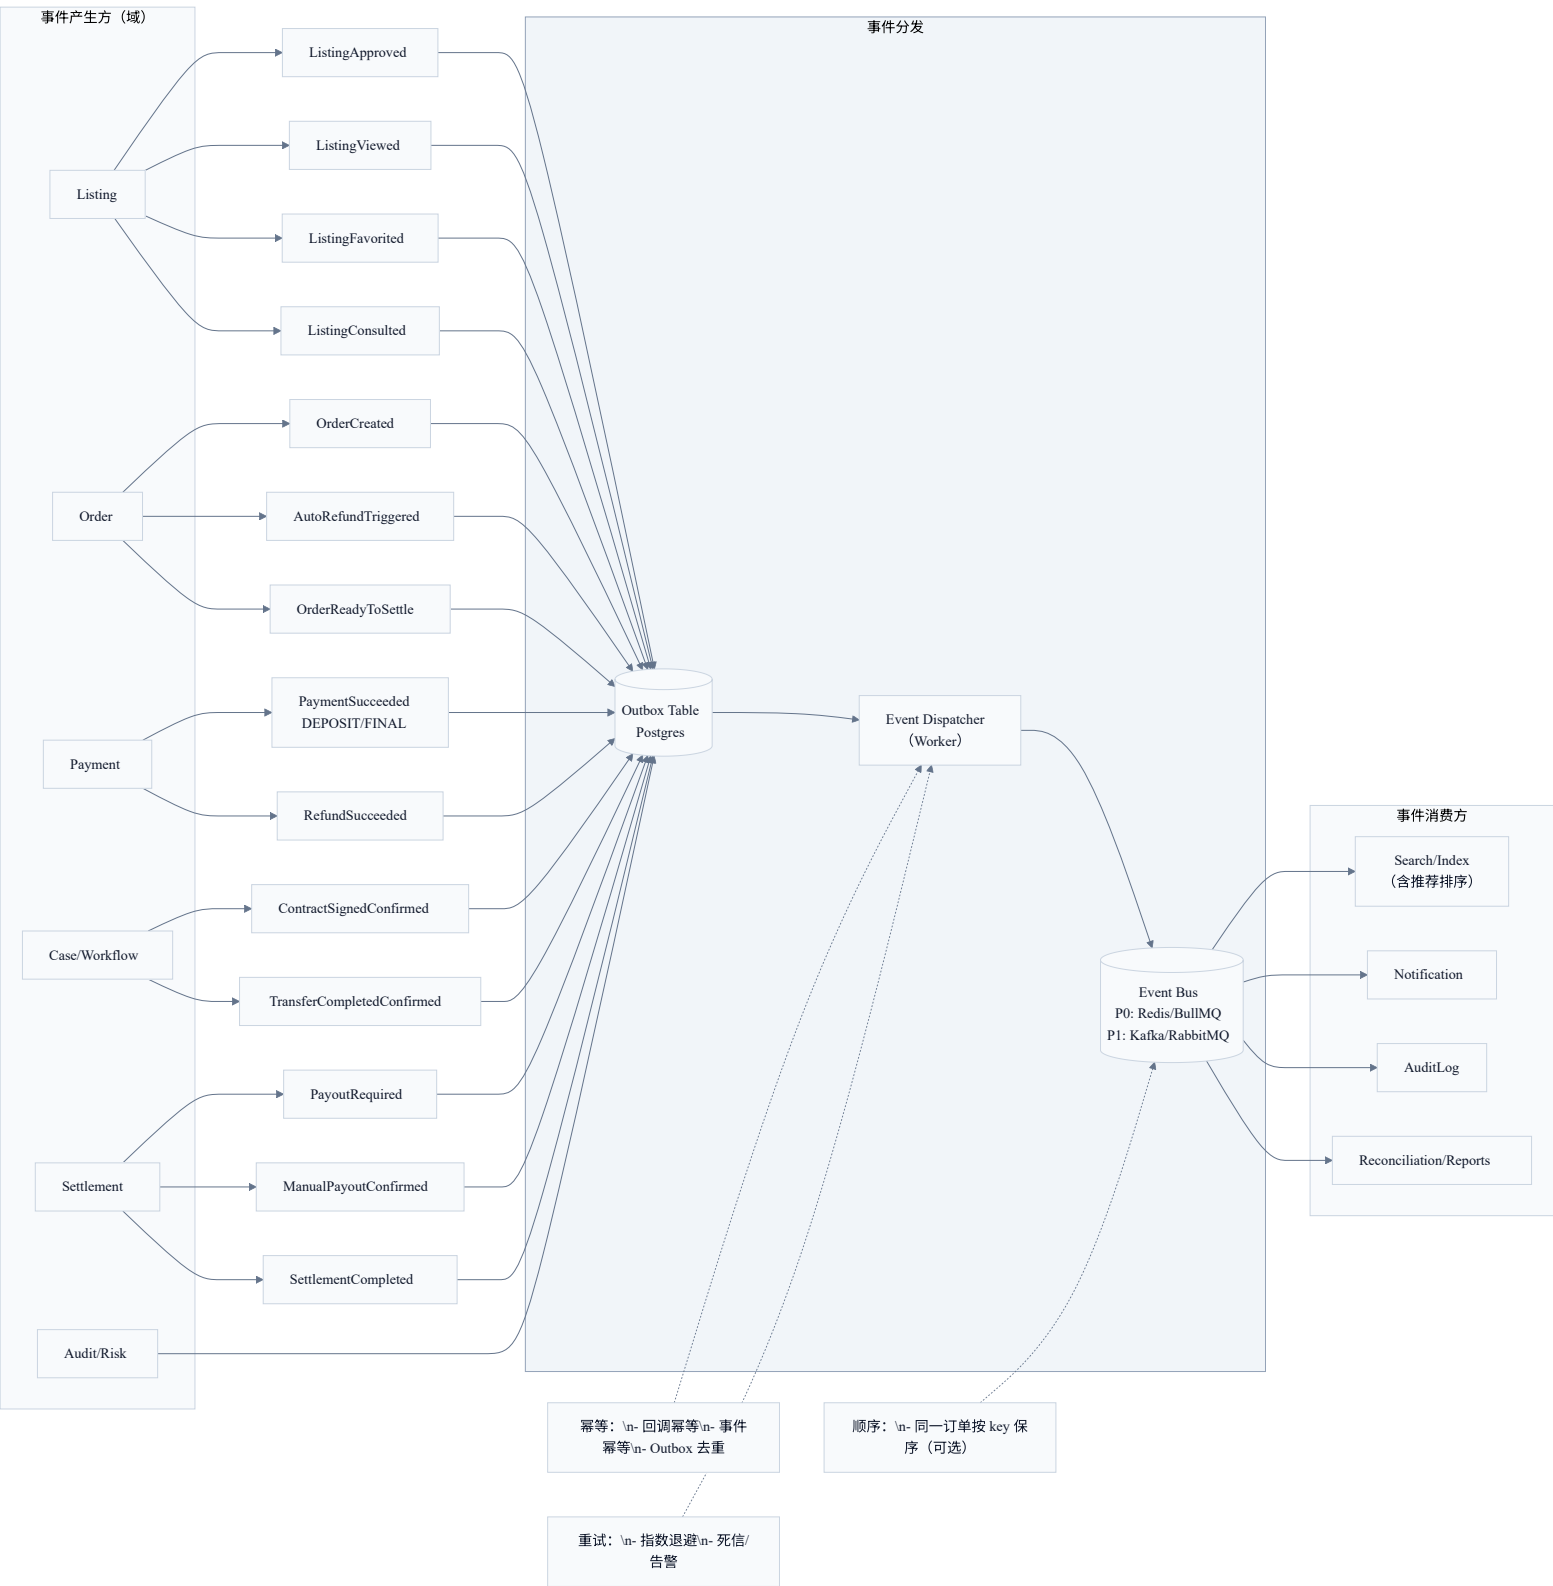 事件产生方（域）
Listing
Order
Payment
Case/Workflow
Settlement
Audit/Risk
ListingApproved
ListingViewed
ListingFavorited
ListingConsulted
OrderCreated
AutoRefundTriggered
OrderReadyToSettle
PaymentSucceeded
DEPOSIT/FINAL
RefundSucceeded
ContractSignedConfirmed
TransferCompletedConfirmed
PayoutRequired
ManualPayoutConfirmed
SettlementCompleted
事件分发
Outbox Table
Postgres
Event Dispatcher
（Worker）
Event Bus
P0: Redis/BullMQ
P1: Kafka/RabbitMQ
事件消费方
Search/Index
（含推荐排序）
Notification
AuditLog
Reconciliation/Reports
幂等：\n- 回调幂等\n- 事件
幂等\n- Outbox 去重
顺序：\n- 同一订单按 key 保
序（可选）
重试：\n- 指数退避\n- 死信/
告警